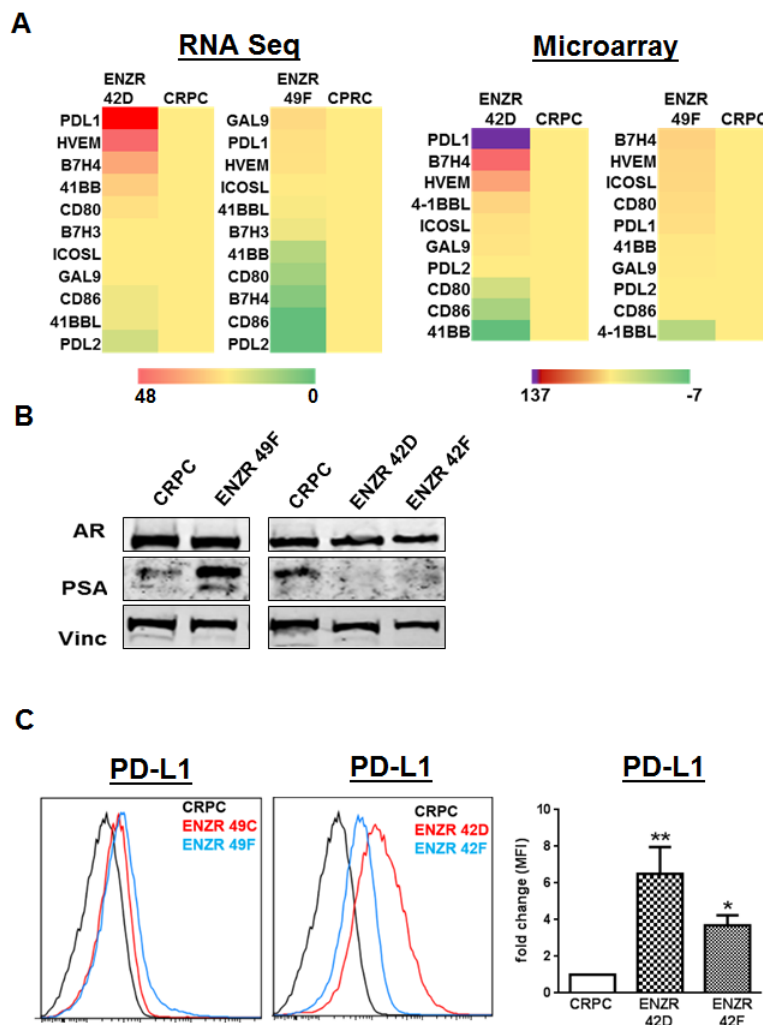 A
RNA Seq
Microarray
ENZR
42D CRPC
ENZR
49F CPRC
ENZR
42D CRPC
ENZR
49F CRPC
PDL1
HVEM
B7H4
41BB
CD80
B7H3
ICOSL
GAL9
CD86
41BBL
PDL2
GAL9
PDL1
HVEM
ICOSL
41BBL
B7H3
41BB
CD80
B7H4
CD86
PDL2
PDL1
B7H4
HVEM
4-1BBL
ICOSL
GAL9
PDL2
CD80
CD86
41BB
B7H4
HVEM
ICOSL
CD80
PDL1
41BB
GAL9
PDL2
CD86
4-1BBL
48 0
137 -7
B
CRPC ENZR 49F CRPC ENZR 42D ENZR 42F
AR
PSA
Vinc
C
PD-L1
CRPC
ENZR 49C
ENZR 49F
PD-L1
CRPC
ENZR 42D
ENZR 42F
PD-L1
fold change (MFI)
10
8
6
4
2
0
**
*
CRPC ENZR 42D ENZR 42F